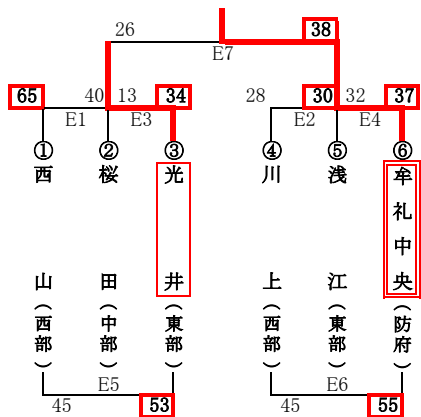 26 38
E7
65 40 13 34 28 30 32 37
E1 E3 E2 E4
① ② ③ ④ ⑤ ⑥
西山（西部）
桜田（中部）
光井（東部）
川上（西部）
浅江（東部）
牟礼中央（防府）
E5 E6
45 53 45 55